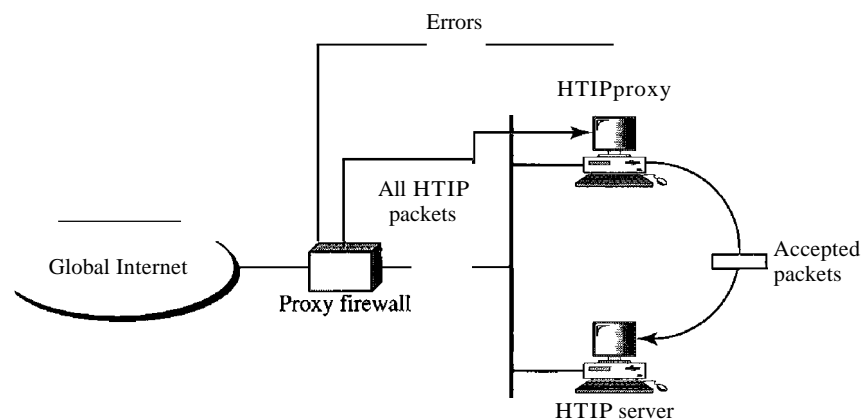 Errors
HTIPproxy
All HTIP
packets
Global Internet
Accepted
packets
Proxy firewall
HTIP server